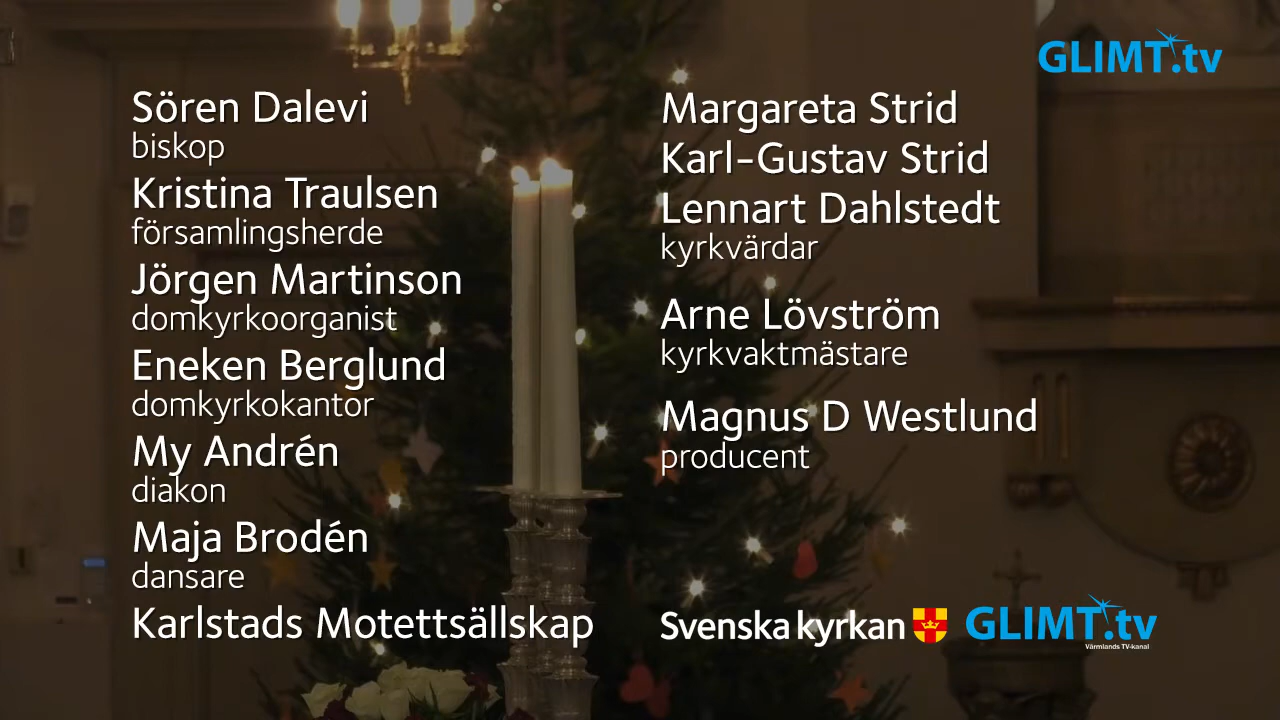 GLIMT.tv
Sören Dalevi
biskop
Kristina Traulsen
församlingsherde
Jörgen Martinson
domkyrkoorganist
Eneken Berglund
domkyrkokantor
My Andrén
diakon
Maja Brodén
dansare
Karlstads Motettsällskap
Margareta Strid
Karl-Gustav Strid
Lennart Dahlstedt
kyrkvärdar
Arne Lövström
kyrkvaktmästare
Magnus D Westlund
producent
Svenska kyrkan
GLIMT.tv
Värmlands TV-kanal